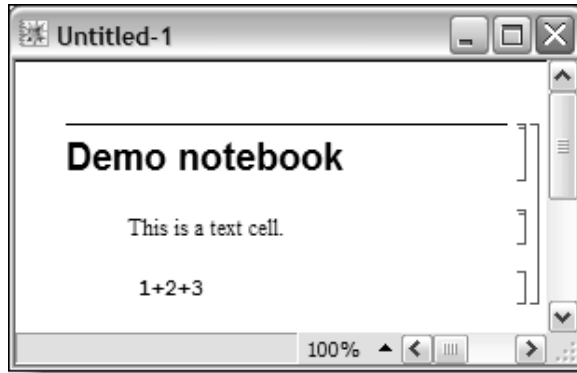 Untitled-1
Demo notebook
This is a text cell.
1+2+3
100%